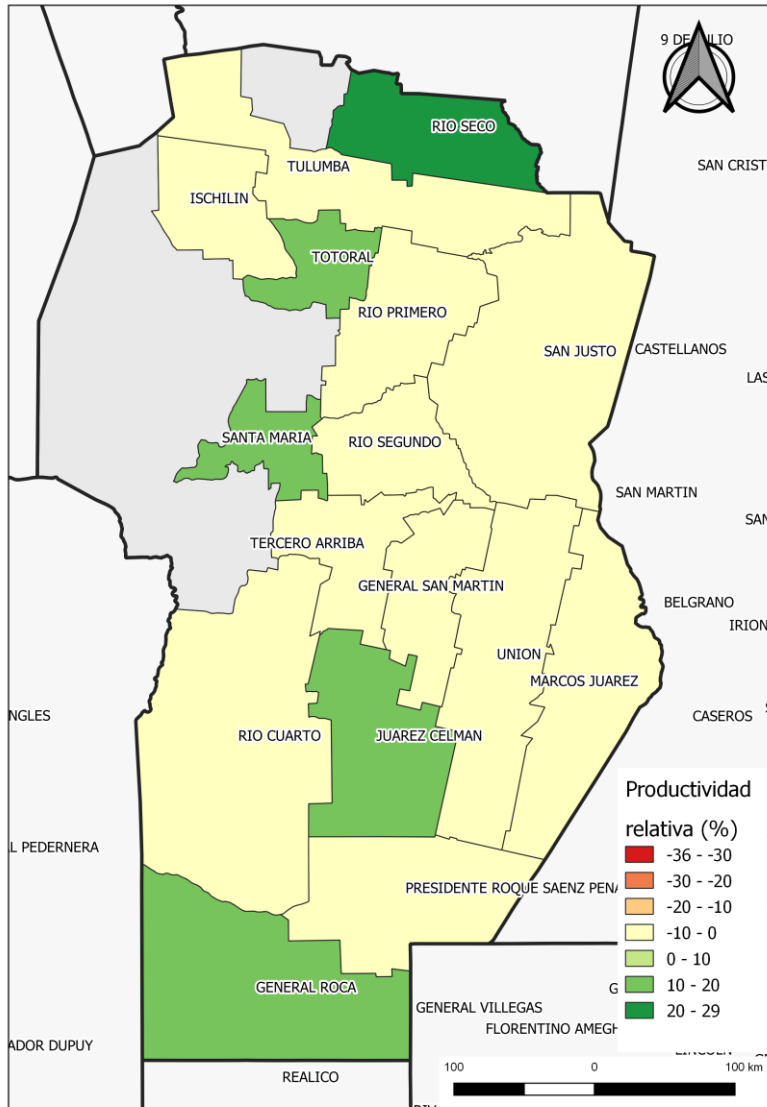 9 DE JULIO
RIO SECO
TULUMBA
SAN CRIST
ISCHILIN
TOTORAL
RIO PRIMERO
SAN JUSTO
CASTELLANOS
LAS
SANTA MARIA
RIO SEGUNDO
SAN MARTIN
SAN
TERCERO ARRIBA
GENERAL SAN MARTIN
BELGRANO
IRION
UNION
MARCOS JUAREZ
NGLES
CASEROS
RIO CUARTO
JUAREZ CELMAN
Productividad
relativa (%)
-36 - -30
-30 - -20
-20 - -10
-10 - 0
0 - 10
10 - 20
20 - 29
L PEDERNERA
PRESIDENTE ROQUE SAENZ PENA
GENERAL ROCA
GENERAL VILLEGAS
FLORENTINO AMEGH
ADOR DUPUY
REALICO
100
0
100 km